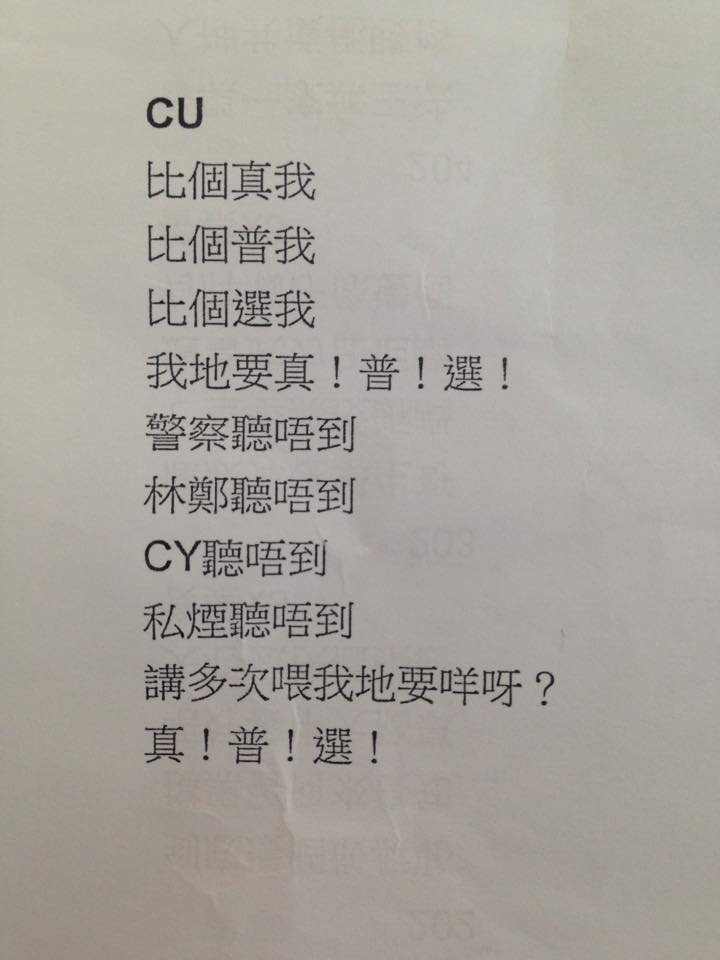 CU
比個真我
比個普我
比個選我
我地要真！普！選！
警察聽唔到
林鄭聽唔到
CY聽唔到
私煙聽唔到
講多次喂我地要咩呀？
真！普！選！